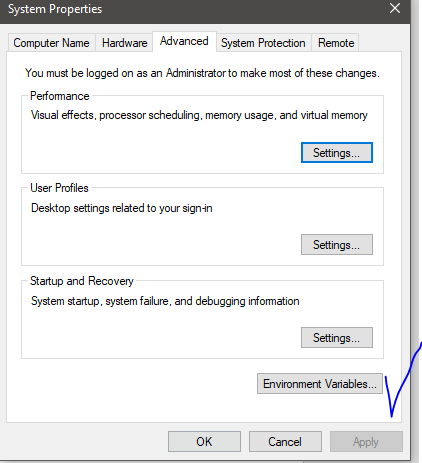 System Properties
Computer Name Hardware Advanced System Protection Remote
You must be logged on as an Administrator to make most of these changes.
Performance
Visual effects, processor scheduling, memory usage, and virtual memory
Settings...
User Profiles
Desktop settings related to your sign-in
Settings...
Startup and Recovery
System startup, system failure, and debugging information
Settings...
Environment Variables...
OK Cancel Apply